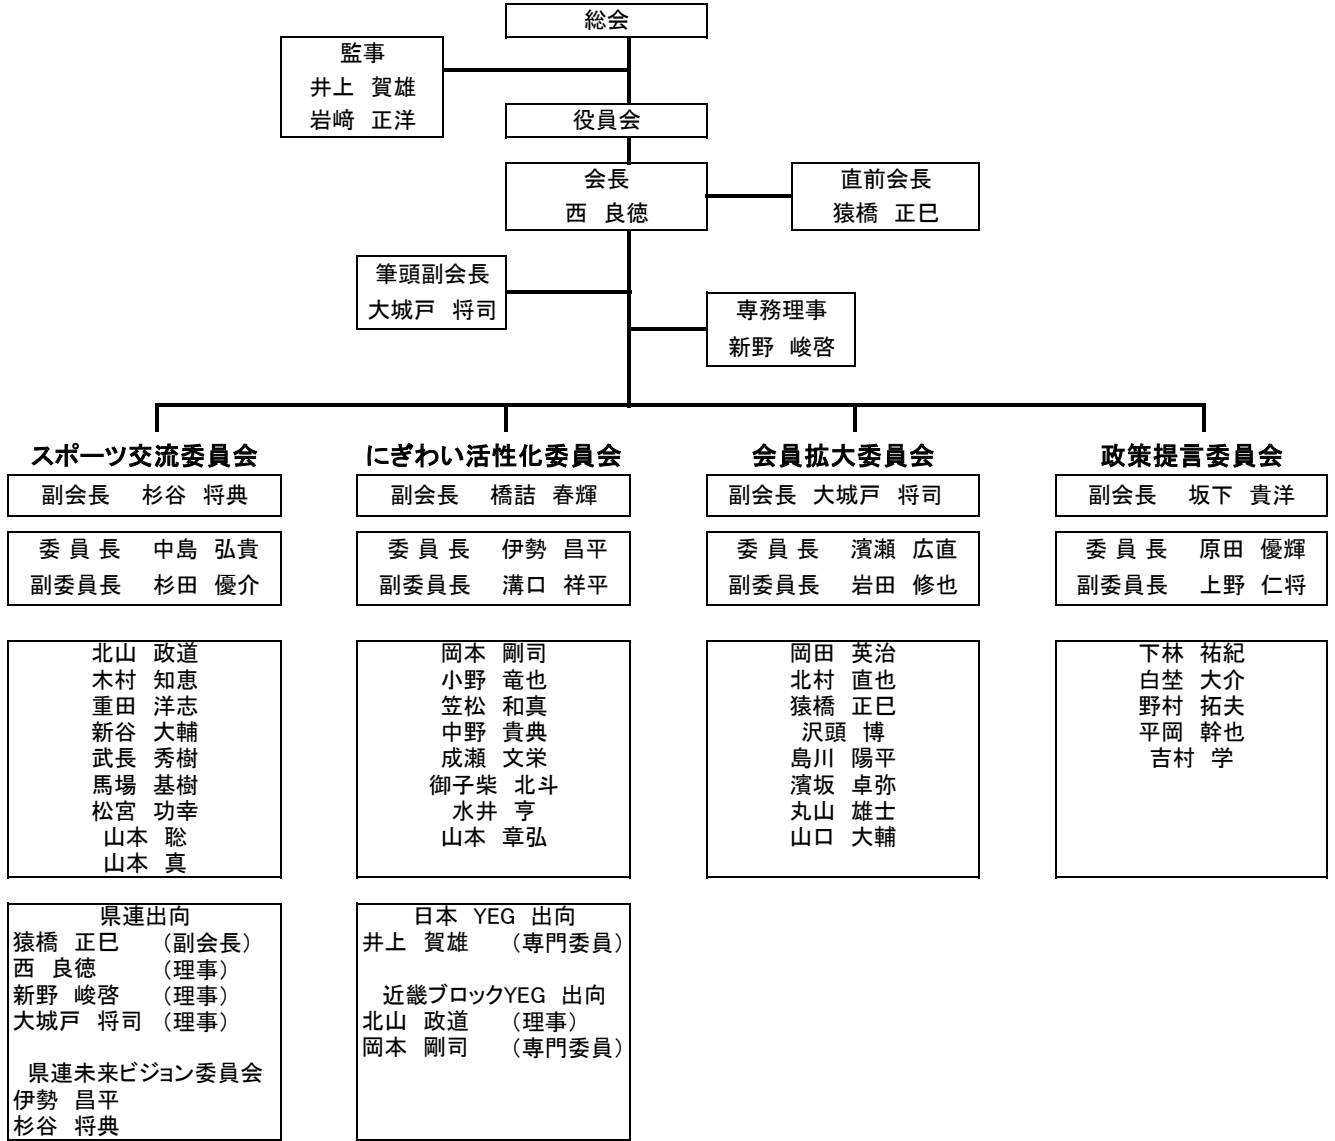 総会
監事
井上　賀雄
岩﨑　正洋
役員会
会長
西　良徳
直前会長
猿橋　正巳
筆頭副会長
大城戸　将司
専務理事
新野　峻啓
スポーツ交流委員会
副会長　杉谷　将典
委 員 長　中島　弘貴
副委員長　杉田　優介
北山　政道
木村　知恵
重田　洋志
新谷　大輔
武長　秀樹
馬場　基樹
松宮　功幸
山本　聡
山本　真
県連出向
猿橋　正巳　（副会長）
西　良徳　（理事）
新野　峻啓　（理事）
大城戸　将司　（理事）
県連未来ビジョン委員会
伊勢　昌平
杉谷　将典
にぎわい活性化委員会
副会長　橋詰　春輝
委 員 長　伊勢　昌平
副委員長　溝口　祥平
岡本　剛司
小野　竜也
笠松　和真
中野　貴典
成瀬　文栄
御子柴　北斗
水井　亨
山本　章弘
日本 YEG 出向
井上　賀雄　（専門委員）
近畿ブロックYEG 出向
北山　政道　（理事）
岡本　剛司　（専門委員）
会員拡大委員会
副会長　大城戸　将司
委 員 長　濱瀬　広直
副委員長　岩田　修也
岡田　英治
北村　直也
猿橋　正巳
沢頭　博
島川　陽平
濱坂　卓弥
丸山　雄士
山口　大輔
政策提言委員会
副会長　坂下　貴洋
委 員 長　原田　優輝
副委員長　上野　仁将
下林　祐紀
白埜　大介
野村　拓夫
平岡　幹也
吉村　学